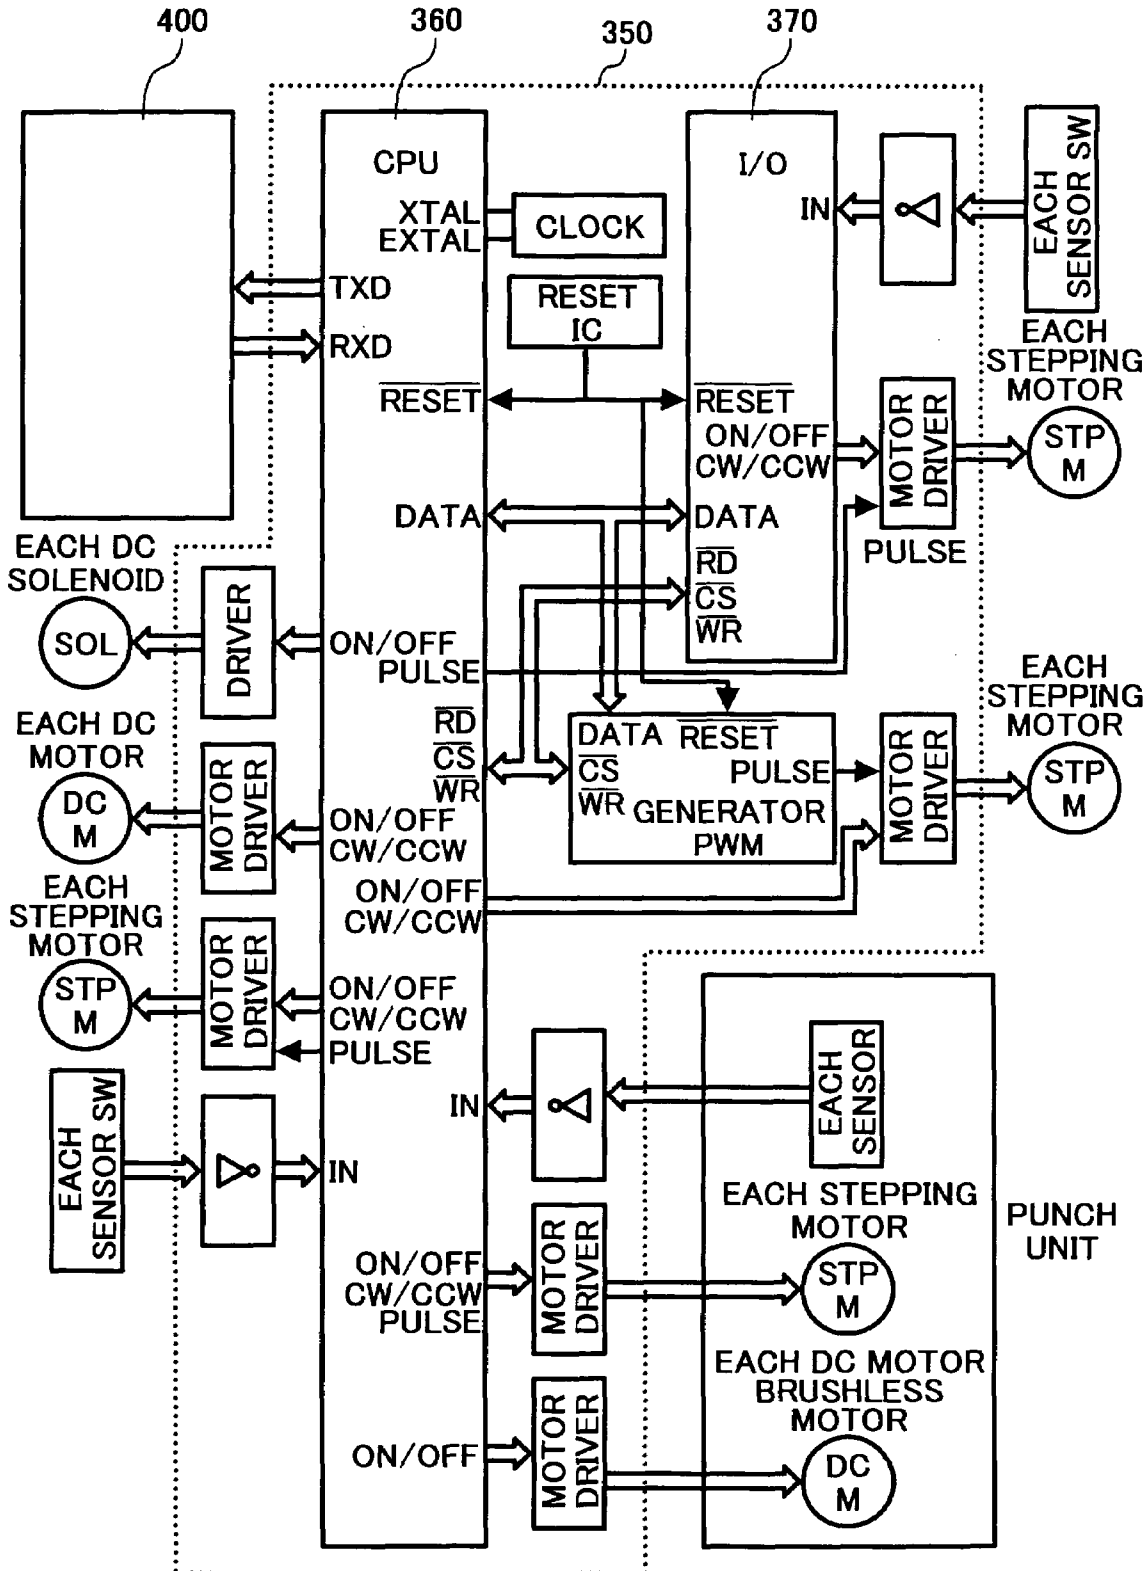 400
360
350
370
CPU
XTAL
EXTAL
CLOCK
TXD
RXD
RESET
IC
RESET
DATA
I/O
IN
EACH
SENSOR SW
RESET
ON/OFF
CW/CCW
MOTOR
DRIVER
EACH
STEPPING
MOTOR
STP
M
PULSE
DATA
RD
CS
WR
EACH DC
SOLENOID
SOL
DRIVER
ON/OFF
PULSE
RD
CS
WR
DATA
RESET
CS
WR
PULSE
GENERATOR
PWM
MOTOR
DRIVER
EACH
STEPPING
MOTOR
STP
M
EACH DC
MOTOR
DC
M
MOTOR
DRIVER
ON/OFF
CW/CCW
ON/OFF
CW/CCW
EACH
STEPPING
MOTOR
STP
M
MOTOR
DRIVER
ON/OFF
CW/CCW
PULSE
EACH
SENSOR SW
IN
IN
EACH
SENSOR
EACH STEPPING
MOTOR
STP
M
PUNCH
UNIT
ON/OFF
CW/CCW
PULSE
MOTOR
DRIVER
EACH DC MOTOR
BRUSHLESS
MOTOR
DC
M
ON/OFF
MOTOR
DRIVER